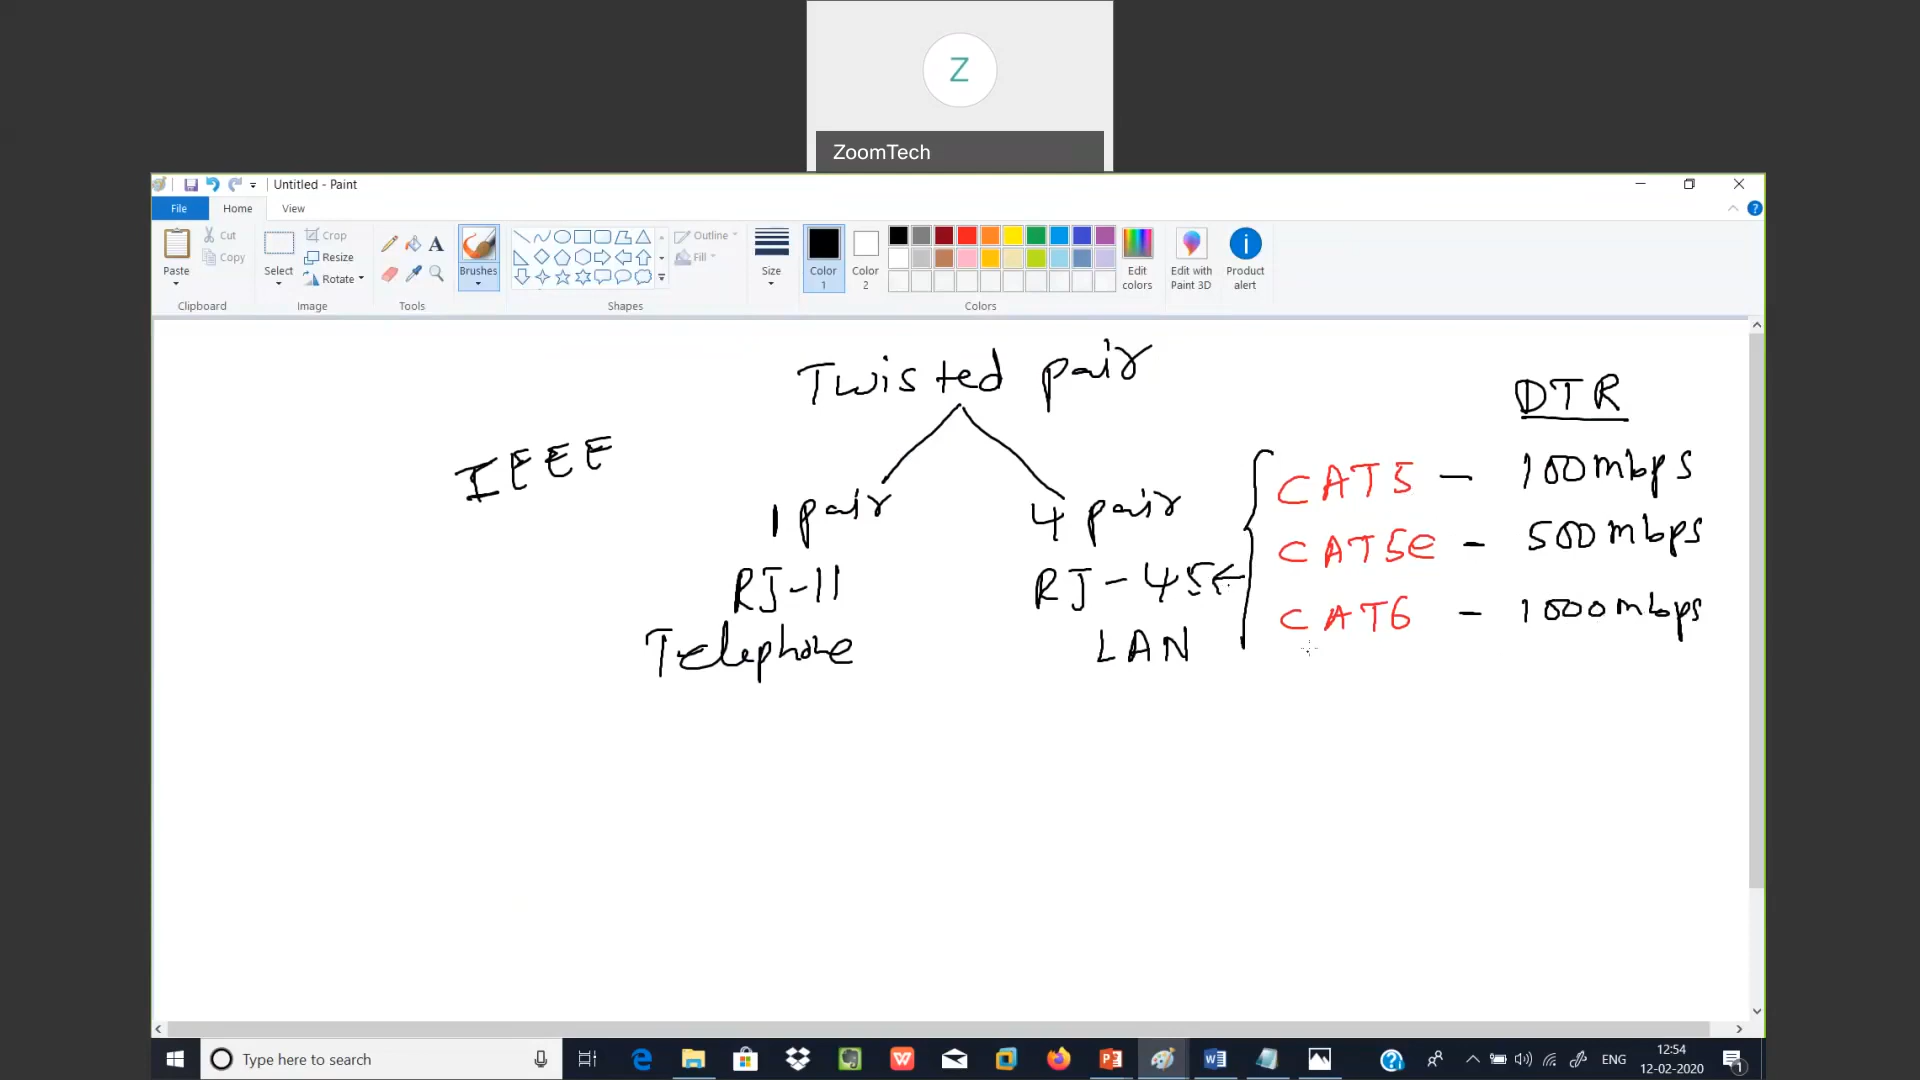 Z
ZoomTech
Untitled - Paint
File Home View
Paste
Cut
Copy
Clipboard
Select
Crop
Resize
Rotate
Image
A
Tools
Brushes
Outline
Fill
Shapes
Size
Color 1
Color 2
Edit colors
Colors
Edit with Paint 3D
Product alert
Twisted pair
IEEE
1 pair
RJ-11
Telephone
4 pair
RJ-45
LAN
DTR
CAT5 - 100mbps
CAT5e - 500mbps
CAT6 - 1000mbps
Type here to search
ENG
12:54
12-02-2020
1